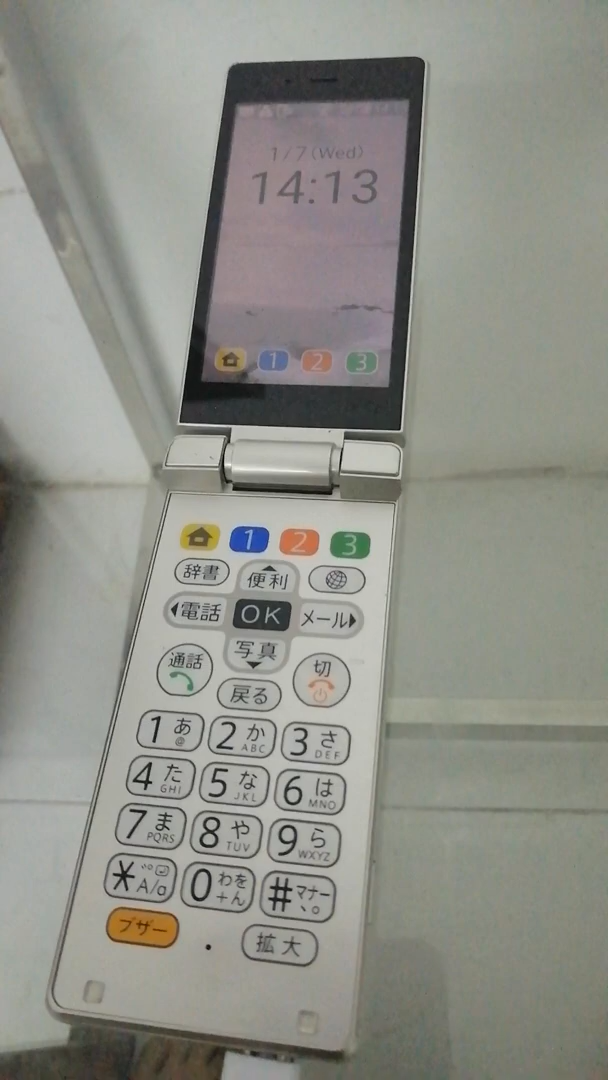 1/7(Wed)
14:13
1 2 3
1 2 3
辞書 便利
電話 OK メール
写真
通話 切
戻る
1 あ @ 2 か ABC 3 さ DEF
4 た GHI 5 な JKL 6 は MNO
7 ま PQRS 8 や TUV 9 ら WXYZ
* A/a 0 わをん + # マナー 、。
ブザー 拡大